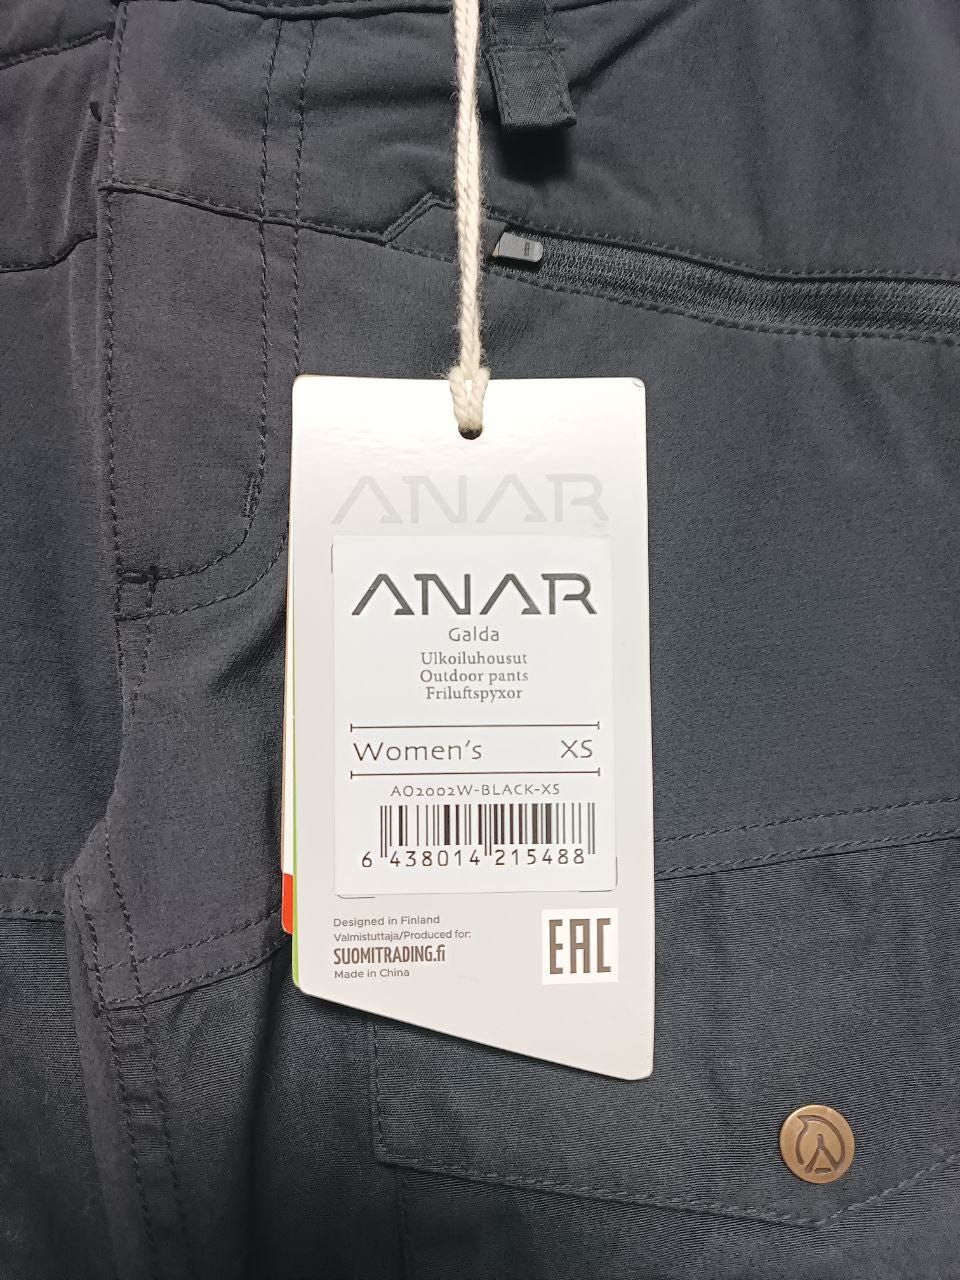 ANAR
ANAR
Galda
Ulkoiluhousut
Outdoor pants
Friluftspyxor
Women's XS
AO2002W-BLACK-XS
6 438014 215488
Designed in Finland
Valmistuttaja/Produced for:
SUOMITRADING.fi
Made in China
EAC